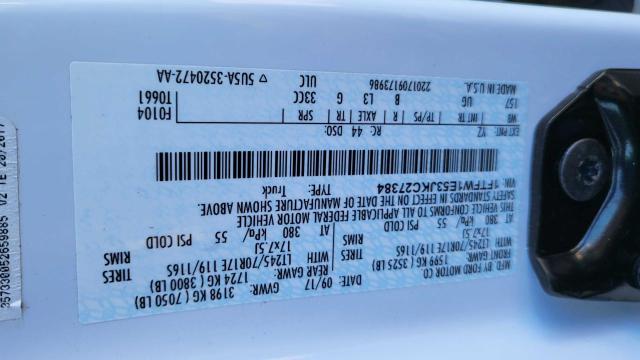 MFD BY FORD MOTOR CO
09/17
GVWR:
3198 KG ( 7050 LB)
FRONT GAWR:
1599 KG ( 3525 LB)
REAR GAWR:
1724 KG ( 3800 LB)
LT245/70R17E 119/116S
TIRES
WITH
LT245/70R17E 119/116S
TIRES
17x7.5J
RIMS
17x7.5J
RIMS
AT 380 kPa/ 55 PSI COLD
AT 380 kPa/ 55 PSI COLD
THIS VEHICLE CONFORMS TO ALL APPLICABLE FEDERAL MOTOR VEHICLE
SAFETY STANDARDS IN EFFECT ON THE DATE OF MANUFACTURE SHOWN ABOVE.
VIN: 1FTFW1E53JKC27384
TYPE: Truck
F0104
T0661
EXT PNT: YZ
RC: 44 DSO:
WB INT TR TP/PS R AXLE TR SPR
157 UG B L3 G 33CC
MADE IN U.S.A.
220170917 3986
ULC
5U5A-3520472-AA